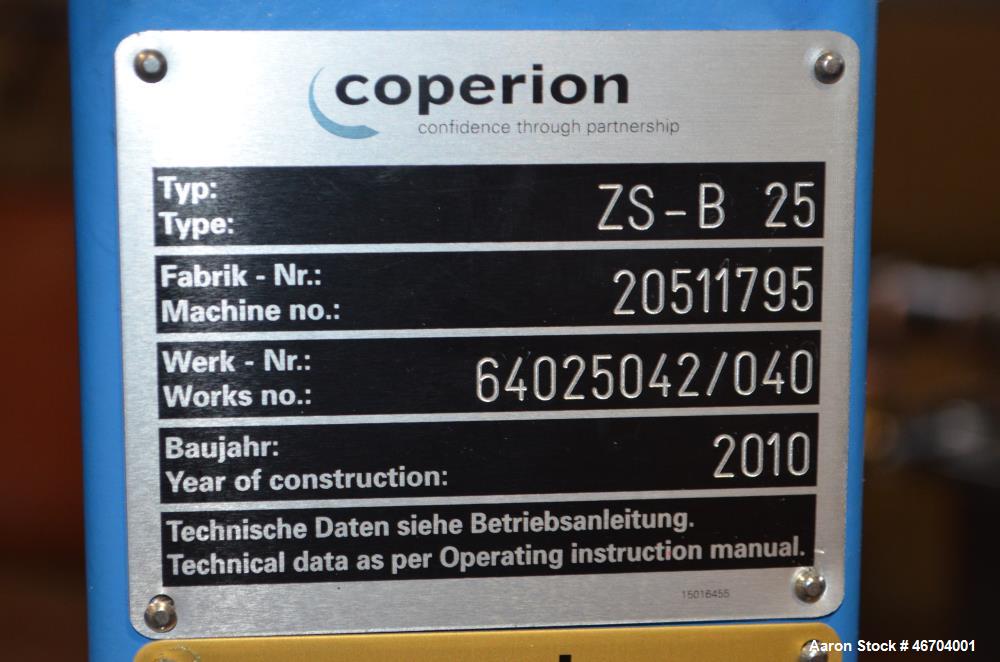 coperion
confidence through partnership
Typ:
Type:
ZS-B 25
Fabrik - Nr.:
Machine no.:
20511795
Werk - Nr.:
Works no.:
64025042/040
Baujahr:
Year of construction:
2010
Technische Daten siehe Betriebsanleitung.
Technical data as per Operating instruction manual.
15016455
Aaron Stock # 46704001